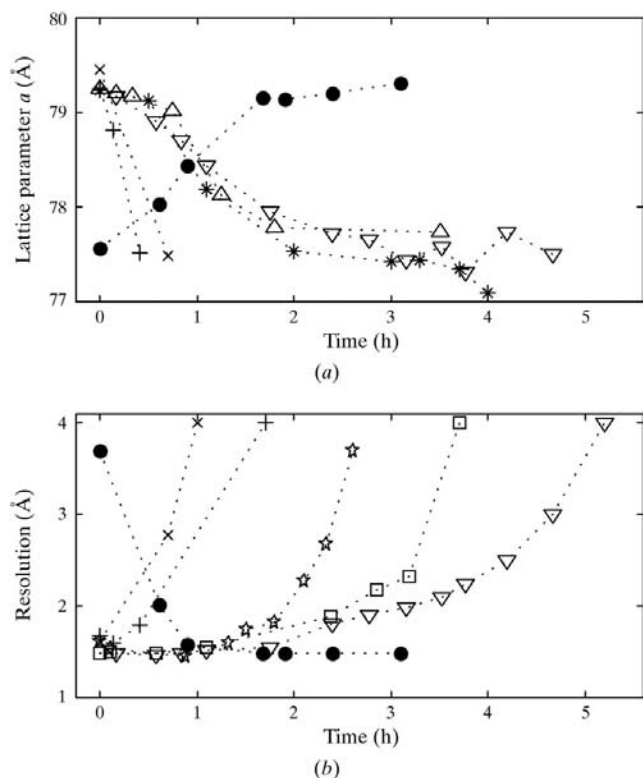 80
79
78
77
Lattice parameter a (Å)
0 1 2 3 4 5
Time (h)
(a)
4
3
2
1
Resolution (Å)
0 1 2 3 4 5
Time (h)
(b)